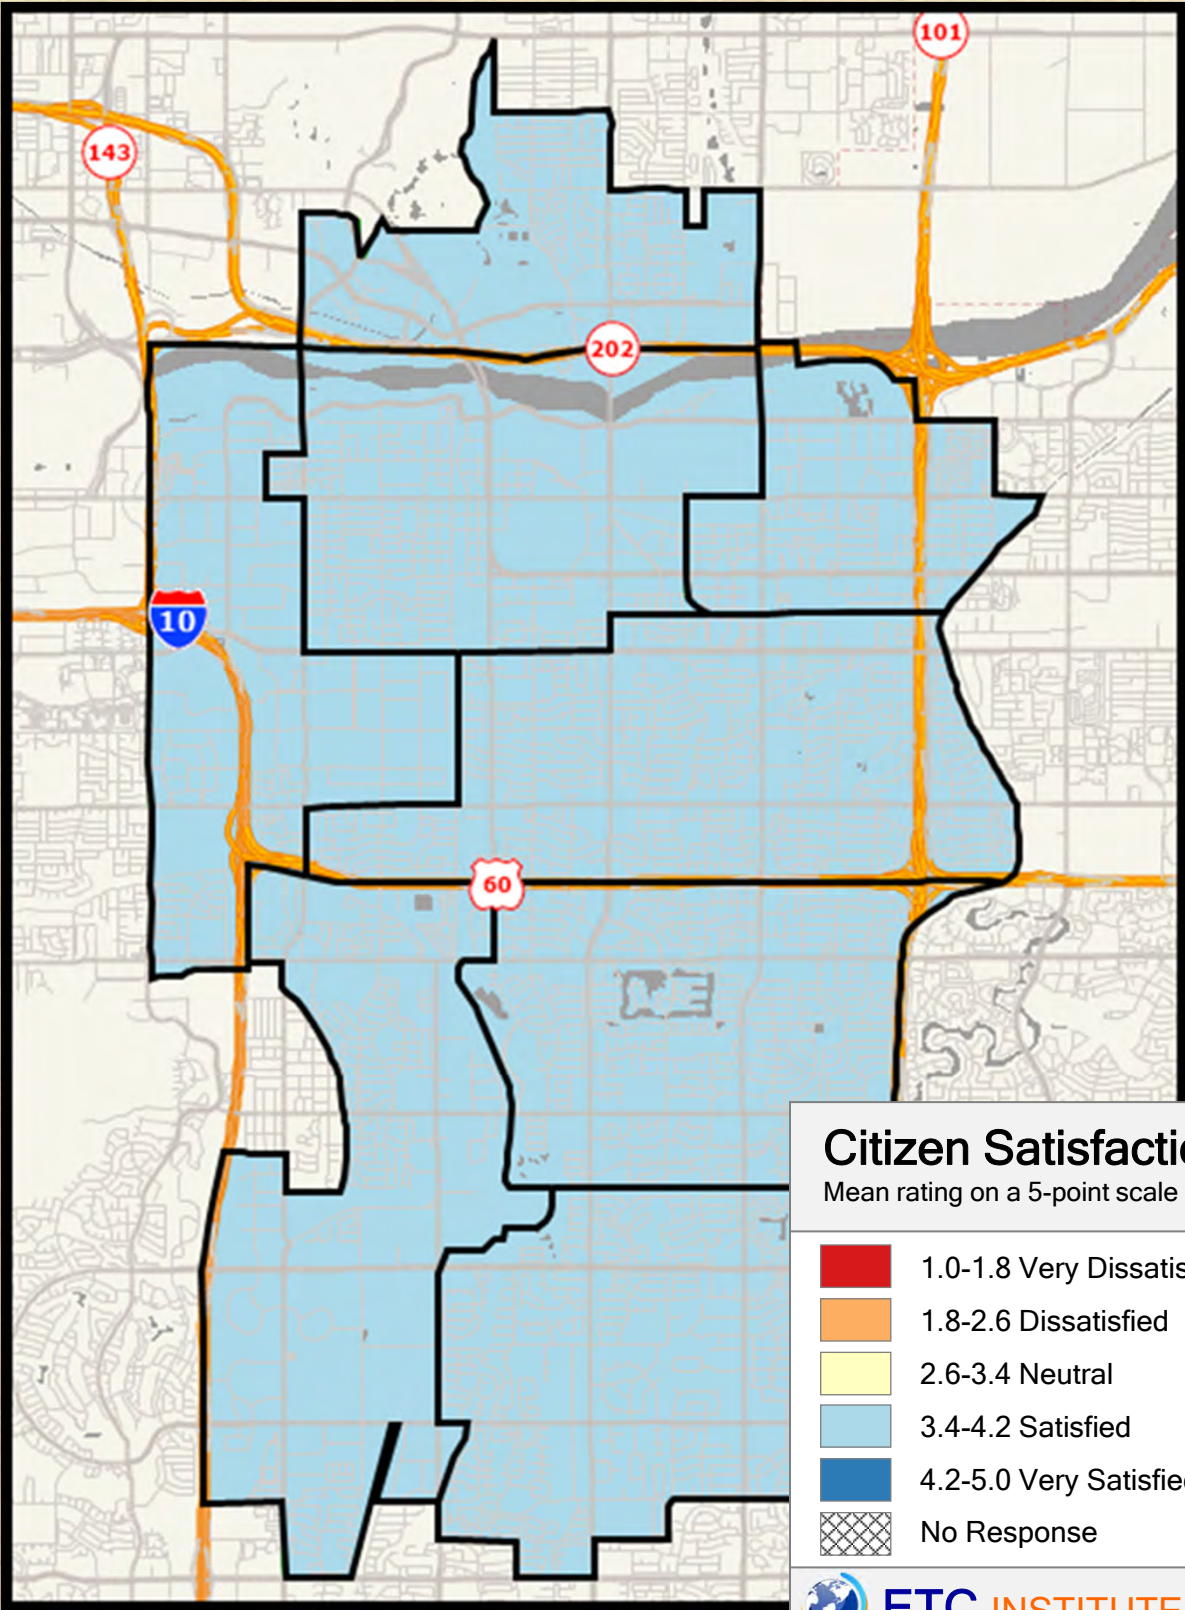 101
143
202
10
60
Citizen Satisfactio
Mean rating on a 5-point scale
1.0-1.8 Very Dissatis
1.8-2.6 Dissatisfied
2.6-3.4 Neutral
3.4-4.2 Satisfied
4.2-5.0 Very Satisfied
No Response
ETC INSTITUTE